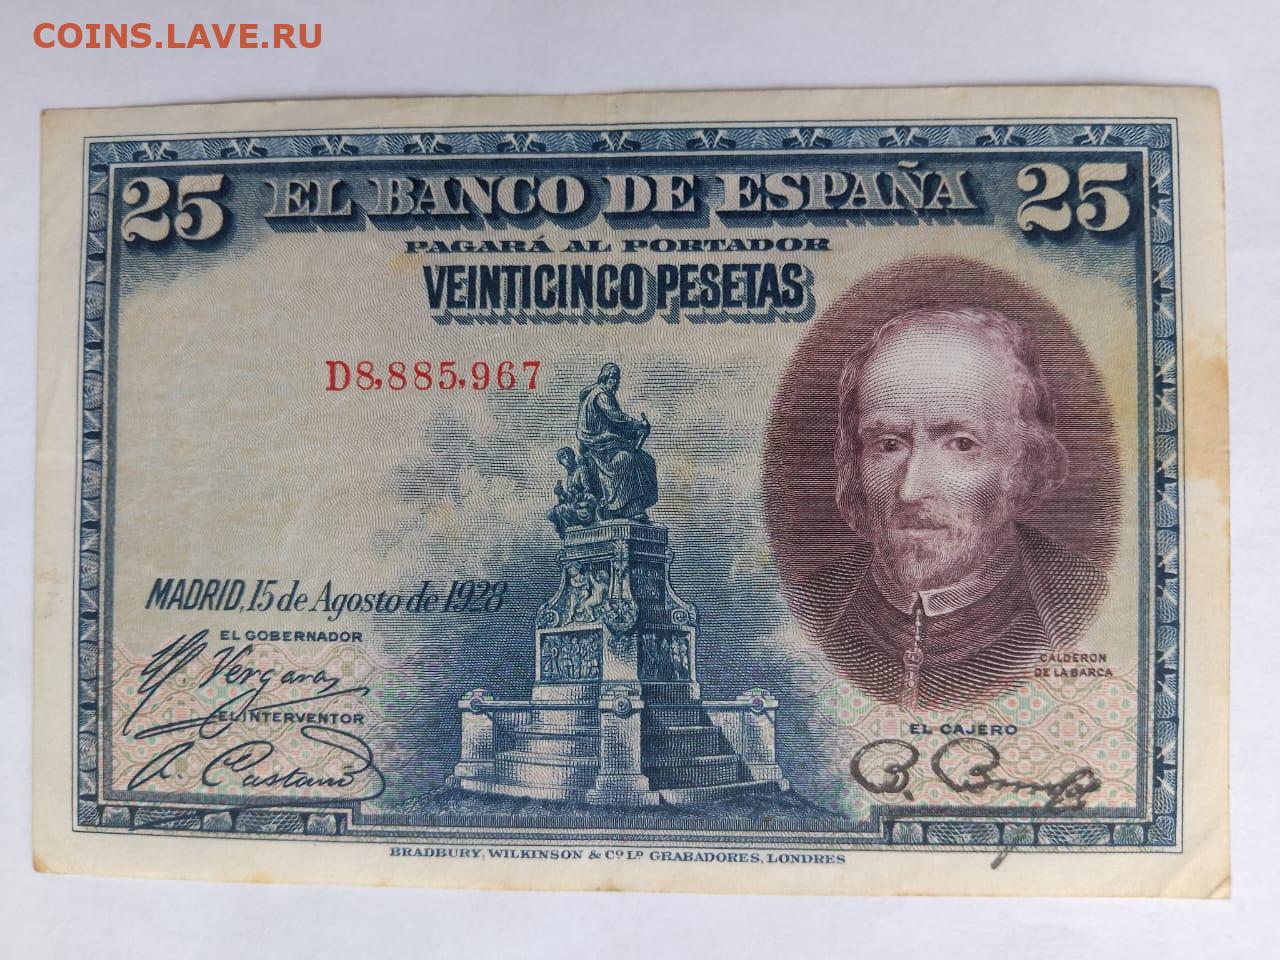 COINS.LAVE.RU
25 EL BANCO DE ESPAÑA 25
PAGARÁ AL PORTADOR
VEINTICINCO PESETAS
D8,885,967
MADRID, 15 de Agosto de 1928
EL GOBERNADOR
Vergara
EL INTERVENTOR
CALDERON
DE LA BARCA
EL CAJERO
BRADBURY, WILKINSON & Cº Lᴰ GRABADORES, LONDRES